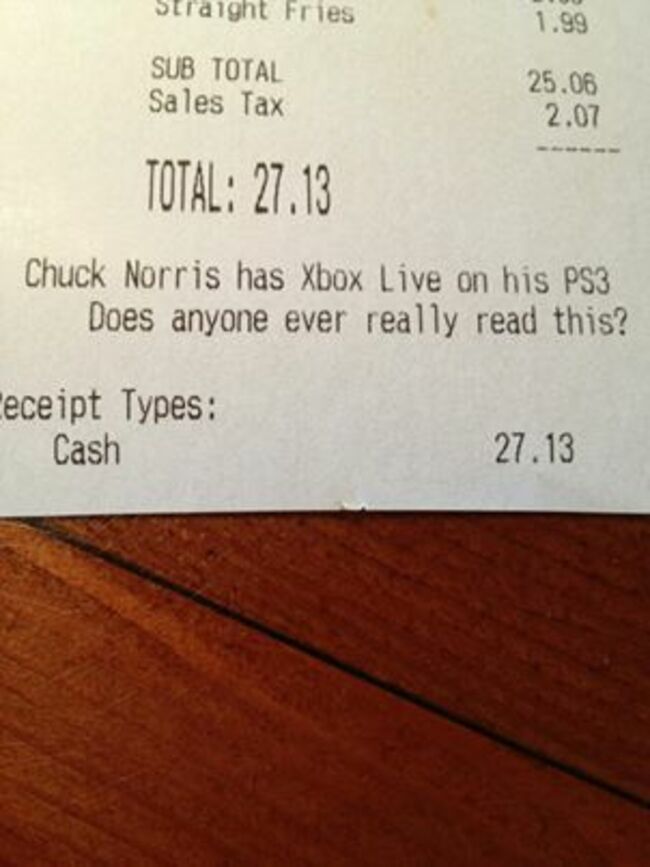 Straight Fries 1.99
SUB TOTAL 25.06
Sales Tax 2.07
------
TOTAL: 27.13
Chuck Norris has Xbox Live on his PS3
Does anyone ever really read this?
eceipt Types:
Cash 27.13